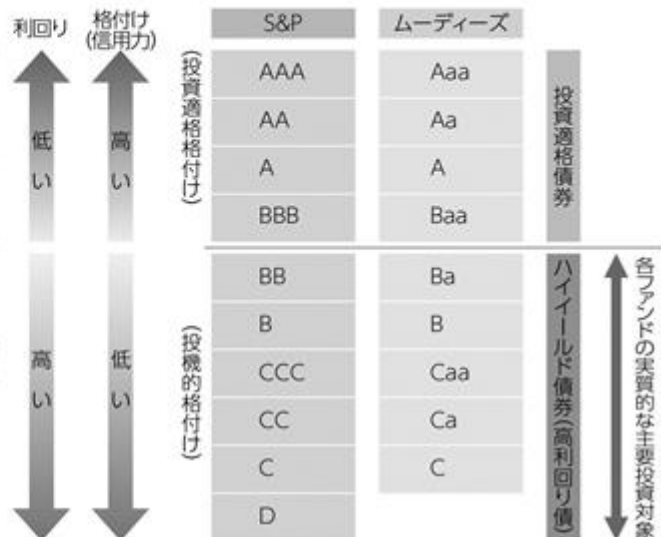 利回り
格付け
(信用力)
S&P
ムーディーズ
低い
高い
(投資適格格付け)
AAA
Aaa
AA
Aa
A
A
BBB
Baa
投資適格債券
高い
低い
(投機的格付け)
BB
Ba
B
B
CCC
Caa
CC
Ca
C
C
D
ハイイールド債券(高利回り債)
各ファンドの実質的な主要投資対象